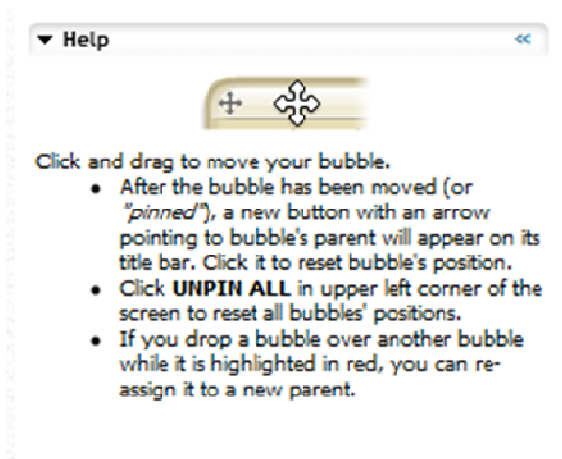 Help
Click and drag to move your bubble.
• After the bubble has been moved (or
"pinned"), a new button with an arrow
pointing to bubble's parent will appear on its
title bar. Click it to reset bubble's position.
• Click UNPIN ALL in upper left corner of the
screen to reset all bubbles' positions.
• If you drop a bubble over another bubble
while it is highlighted in red, you can re-
assign it to a new parent.